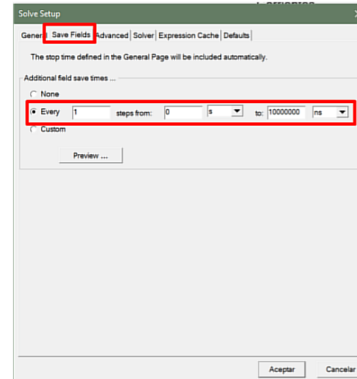 Solve Setup
General Save Fields Advanced Solver Expression Cache Defaults
The stop time defined in the General Page will be included automatically.
Additional field save times ...
None
Every 1 steps from: 0 s to: 10000000 ns
Custom
Preview ...
Aceptar Cancelar